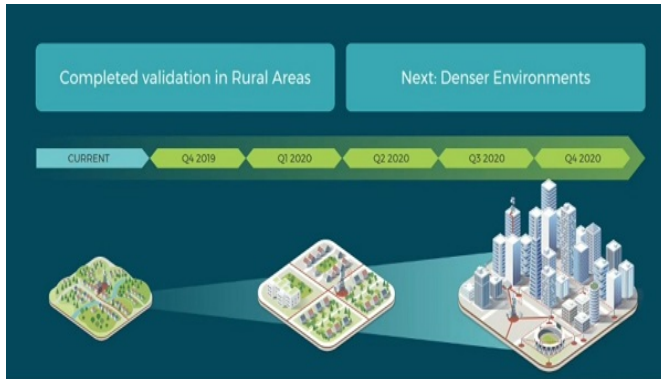 Completed validation in Rural Areas
Next: Denser Environments
CURRENT
Q4 2019
Q1 2020
Q2 2020
Q3 2020
Q4 2020